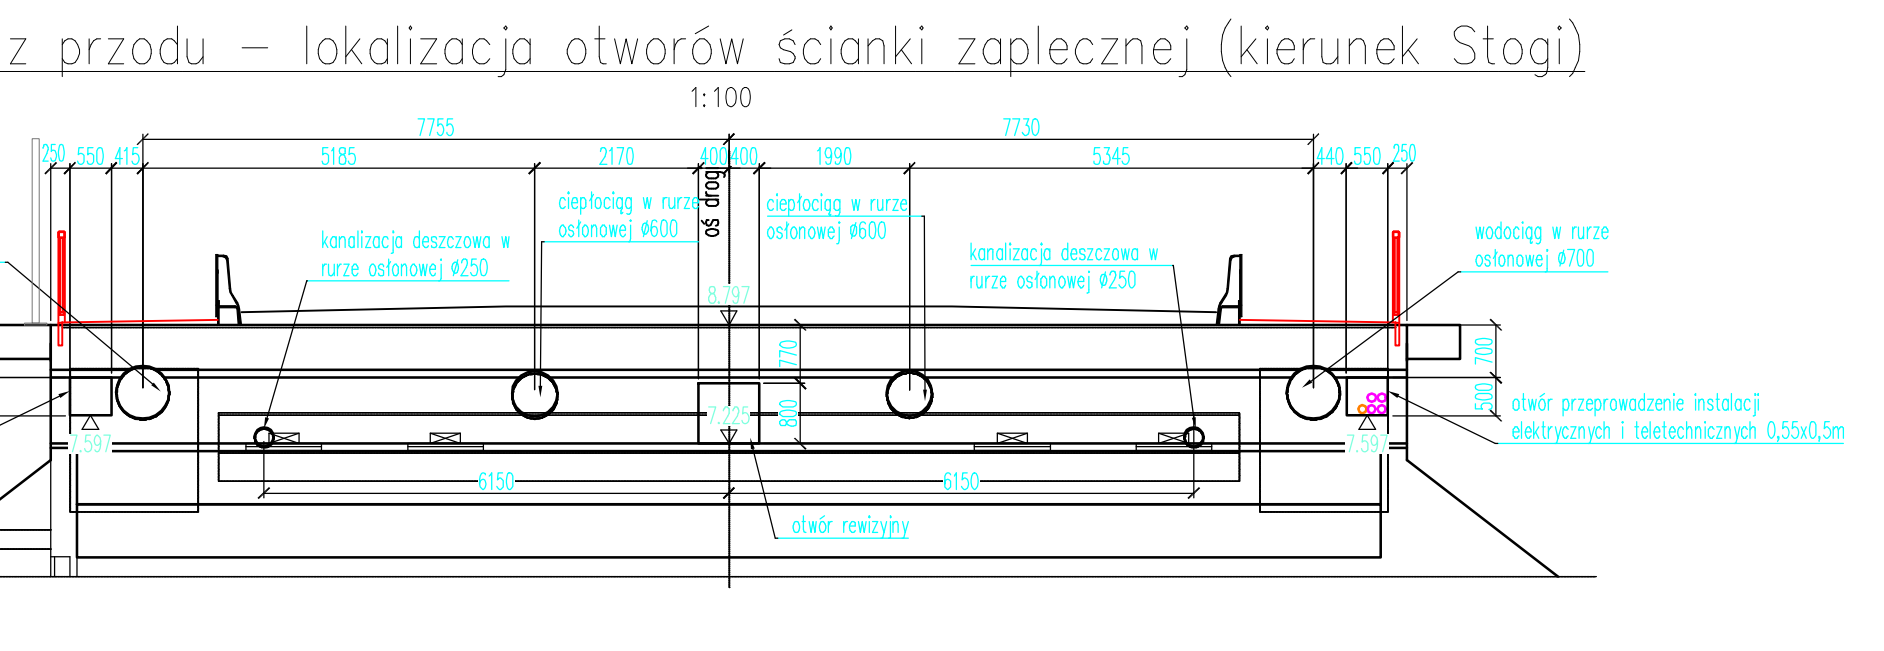 z przodu – lokalizacja otworów ścianki zaplecznej (kierunek Stogi)
1:100
7755
7730
250
550
415
5185
2170
400
400
1990
5345
440
550
250
oś drog
ciepłociąg w rurze
osłonowej Ø600
ciepłociąg w rurze
osłonowej Ø600
kanalizacja deszczowa w
rurze osłonowej Ø250
kanalizacja deszczowa w
rurze osłonowej Ø250
wodociąg w rurze
osłonowej Ø700
8.797
770
800
700
500
7.225
7.597
7.597
otwór przeprowadzenie instalacji
elektrycznych i teletechnicznych 0,55x0,5m
6150
6150
otwór rewizyjny